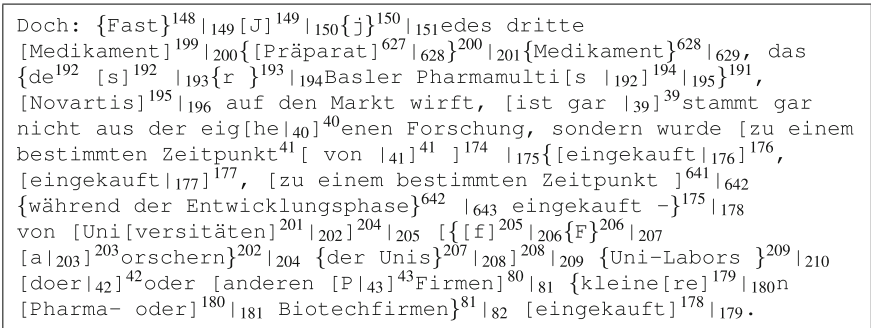 Doch: {Fast}¹⁴⁸|₁₄₉[J]¹⁴⁹|₁₅₀{j}¹⁵⁰|₁₅₁edes dritte
[Medikament]¹⁹⁹|₂₀₀{[Präparat]⁶²⁷|₆₂₈}²⁰⁰|₂₀₁{Medikament}⁶²⁸|₆₂₉, das
{de¹⁹² [s]¹⁹² |₁₉₃{r }¹⁹³|₁₉₄Basler Pharmamulti[s |₁₉₂]¹⁹⁴|₁₉₅}¹⁹¹,
[Novartis]¹⁹⁵|₁₉₆ auf den Markt wirft, [ist gar |₃₉]³⁹stammt gar
nicht aus der eig[he|₄₀]⁴⁰enen Forschung, sondern wurde [zu einem
bestimmten Zeitpunkt⁴¹[ von |₄₁]⁴¹ ]¹⁷⁴ |₁₇₅{[eingekauft|₁₇₆]¹⁷⁶,
[eingekauft|₁₇₇]¹⁷⁷, [zu einem bestimmten Zeitpunkt ]⁶⁴¹|₆₄₂
{während der Entwicklungsphase}⁶⁴² |₆₄₃ eingekauft -}¹⁷⁵|₁₇₈
von [Uni[versitäten]²⁰¹|₂₀₂]²⁰⁴|₂₀₅ [{[f]²⁰⁵|₂₀₆{F}²⁰⁶|₂₀₇
[a|₂₀₃]²⁰³orschern}²⁰²|₂₀₄ {der Unis}²⁰⁷|₂₀₈]²⁰⁸|₂₀₉ {Uni-Labors }²⁰⁹|₂₁₀
[doer|₄₂]⁴²oder [anderen [P|₄₃]⁴³Firmen]⁸⁰|₈₁ {kleine[re]¹⁷⁹|₁₈₀n
[Pharma- oder]¹⁸⁰|₁₈₁ Biotechfirmen}⁸¹|₈₂ [eingekauft]¹⁷⁸|₁₇₉.